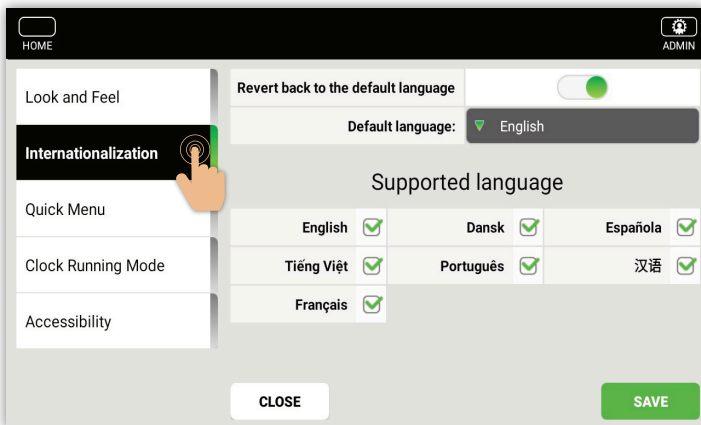 HOME
ADMIN
Look and Feel
Internationalization
Quick Menu
Clock Running Mode
Accessibility
Revert back to the default language
Default language: English
Supported language
English Dansk Española
Tiếng Việt Português 汉语
Français
CLOSE SAVE